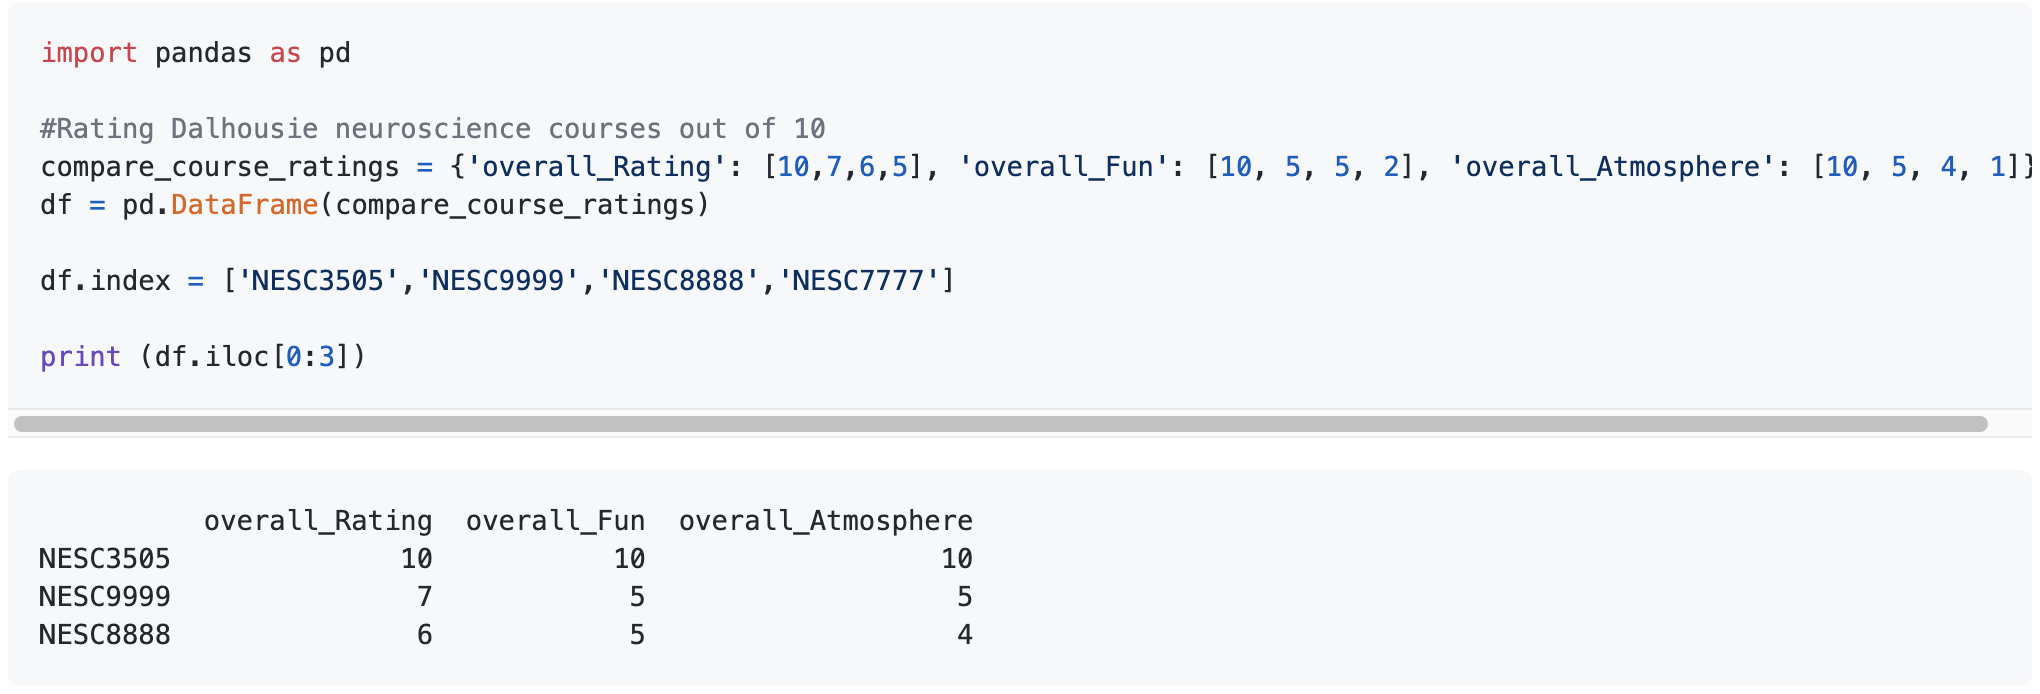 import pandas as pd
#Rating Dalhousie neuroscience courses out of 10
compare_course_ratings = {'overall_Rating': [10,7,6,5], 'overall_Fun': [10, 5, 5, 2], 'overall_Atmosphere': [10, 5, 4, 1]}
df = pd.DataFrame(compare_course_ratings)
df.index = ['NESC3505','NESC9999','NESC8888','NESC7777']
print (df.iloc[0:3])
overall_Rating overall_Fun overall_Atmosphere
NESC3505 10 10 10
NESC9999 7 5 5
NESC8888 6 5 4